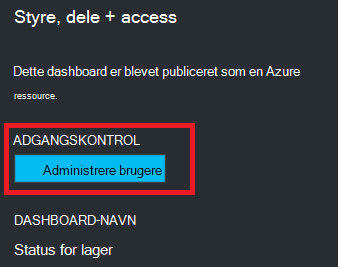 Styre, dele + access
Dette dashboard er blevet publiceret som en Azure
ressource.
ADGANGSKONTROL
Administrere brugere
DASHBOARD-NAVN
Status for lager